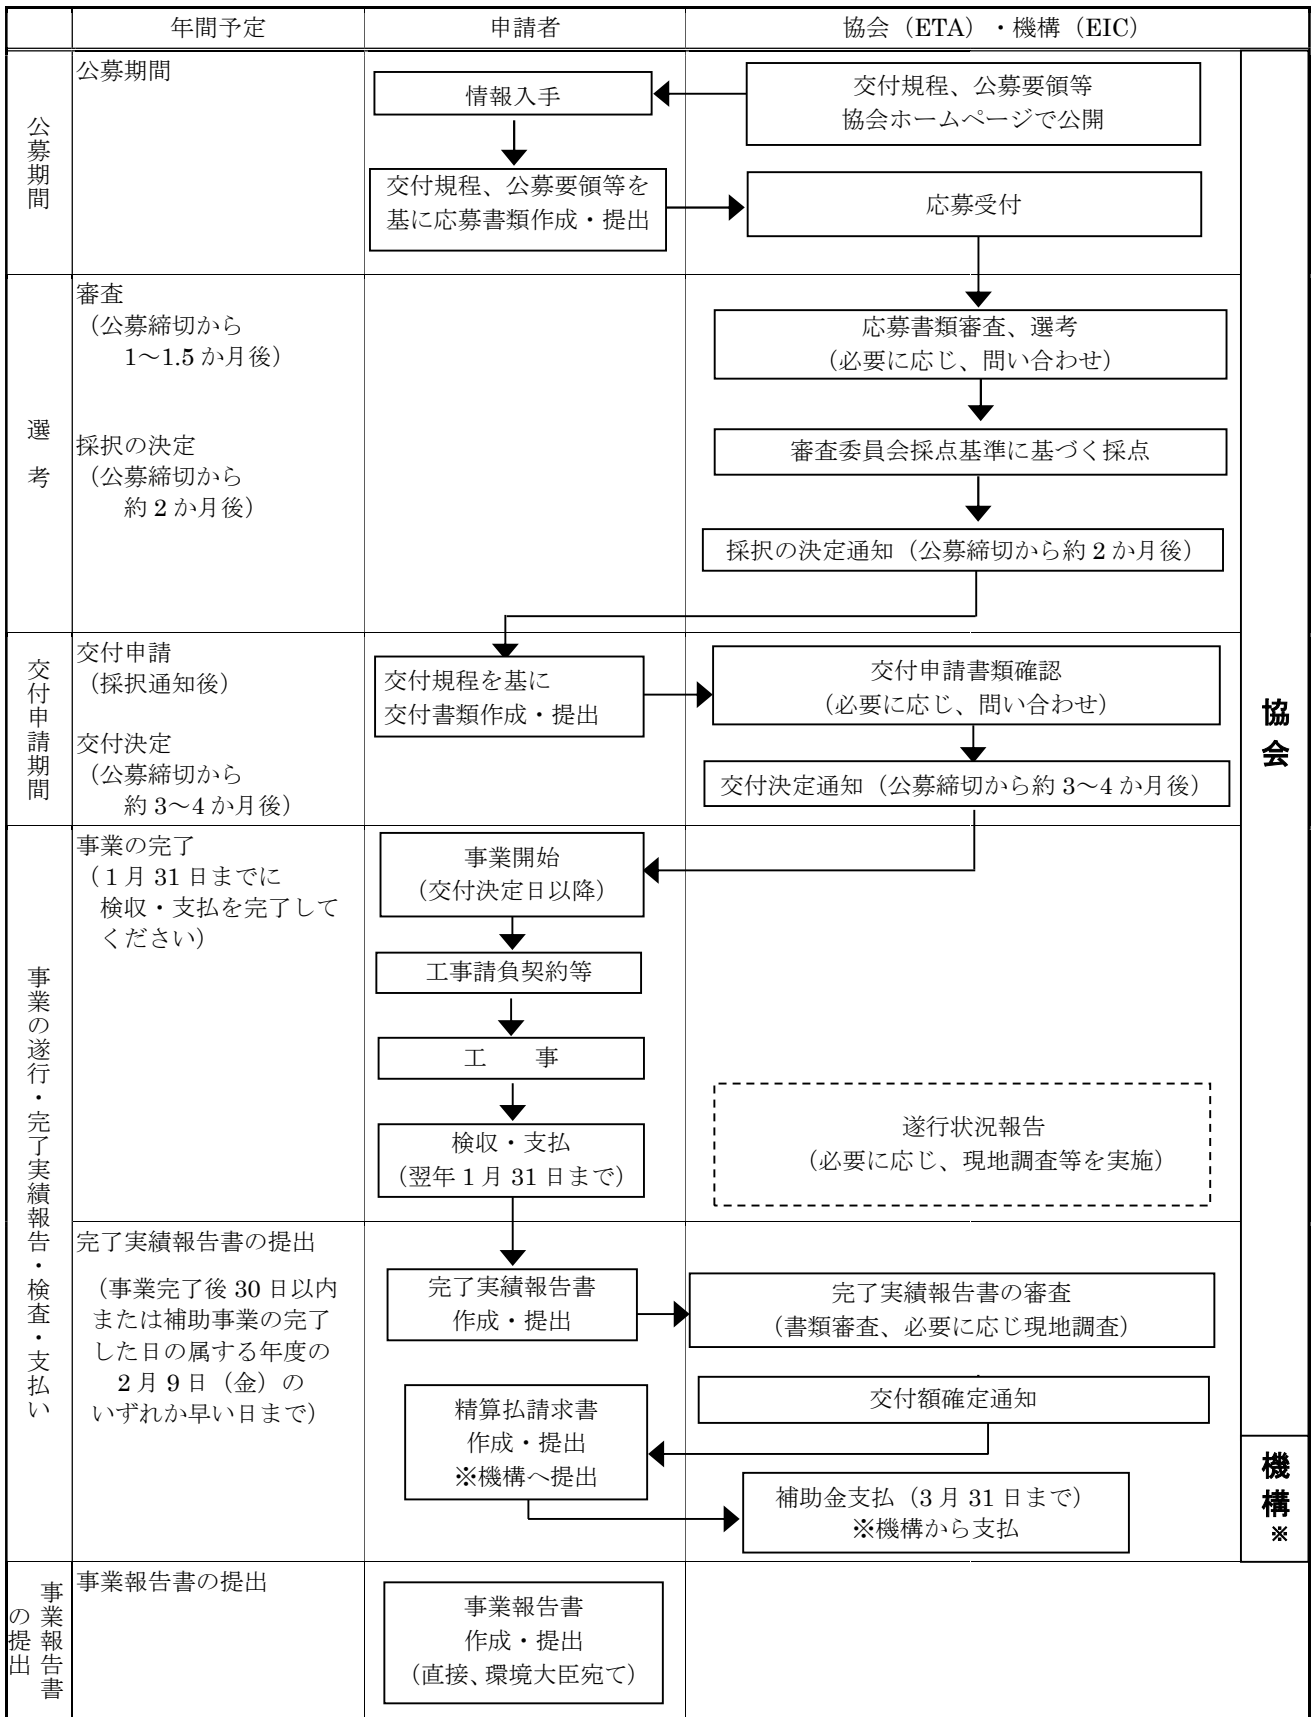 年間予定
申請者
協会（ETA）・機構（EIC）
公募期間
公募期間
情報入手
交付規程、公募要領等
協会ホームページで公開
交付規程、公募要領等を
基に応募書類作成・提出
応募受付
選　考
審査
（公募締切から
1～1.5 か月後）
採択の決定
（公募締切から
約 2 か月後）
応募書類審査、選考
（必要に応じ、問い合わせ）
審査委員会採点基準に基づく採点
採択の決定通知（公募締切から約 2 か月後）
交付申請期間
交付申請
（採択通知後）
交付決定
（公募締切から
約 3～4 か月後）
交付規程を基に
交付書類作成・提出
交付申請書類確認
（必要に応じ、問い合わせ）
交付決定通知（公募締切から約 3～4 か月後）
協会
事業の遂行・完了実績報告・検査・支払い
事業の完了
（1 月 31 日までに
検収・支払を完了して
ください）
事業開始
（交付決定日以降）
工事請負契約等
工　　事
検収・支払
（翌年 1 月 31 日まで）
遂行状況報告
（必要に応じ、現地調査等を実施）
完了実績報告書の提出
（事業完了後 30 日以内
または補助事業の完了
した日の属する年度の
2 月 9 日（金）の
いずれか早い日まで）
完了実績報告書
作成・提出
完了実績報告書の審査
（書類審査、必要に応じ現地調査）
交付額確定通知
精算払請求書
作成・提出
※機構へ提出
補助金支払（3 月 31 日まで）
※機構から支払
機構※
事業報告書
の提出
事業報告書の提出
事業報告書
作成・提出
（直接、環境大臣宛て）